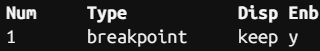 Num     Type           Disp Enb
1       breakpoint     keep y